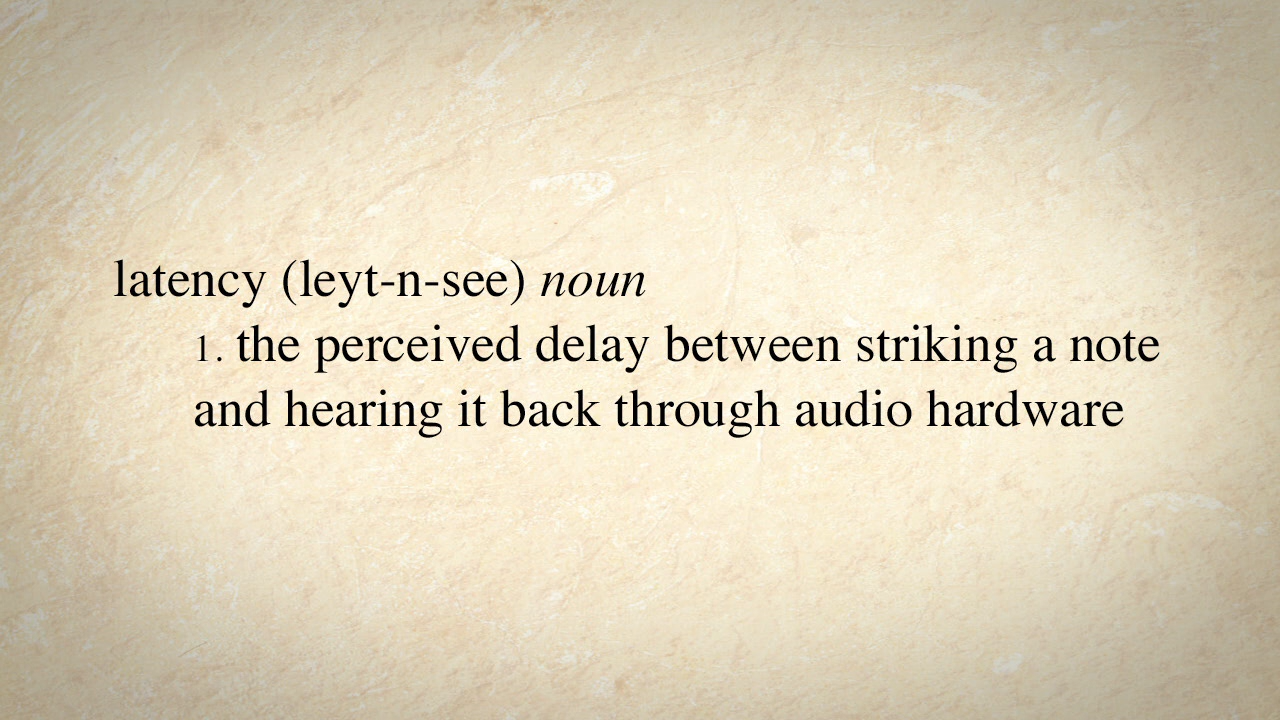 latency (leyt-n-see) noun
1. the perceived delay between striking a note
and hearing it back through audio hardware